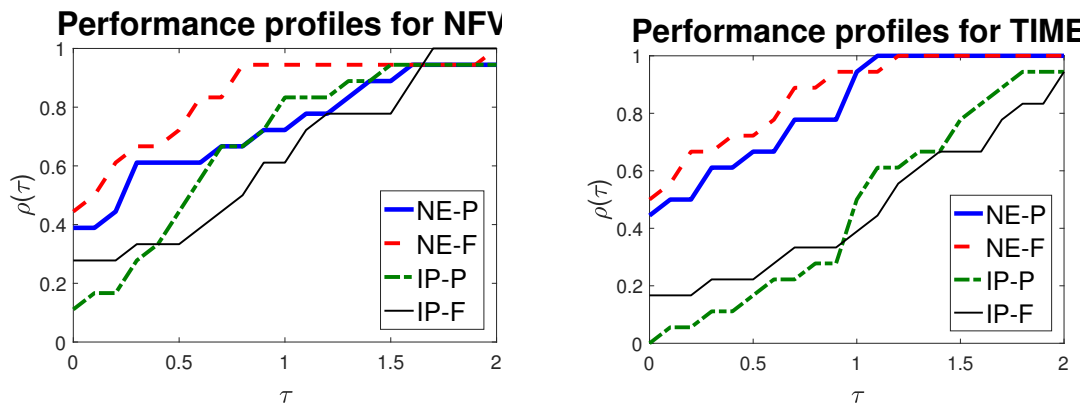 Performance profiles for NFV
1
0.8
0.6
0.4
0.2
0
ρ(τ)
0
0.5
1
1.5
2
τ
NE-P
NE-F
IP-P
IP-F
Performance profiles for TIME
1
0.8
0.6
0.4
0.2
0
ρ(τ)
0
0.5
1
1.5
2
τ
NE-P
NE-F
IP-P
IP-F